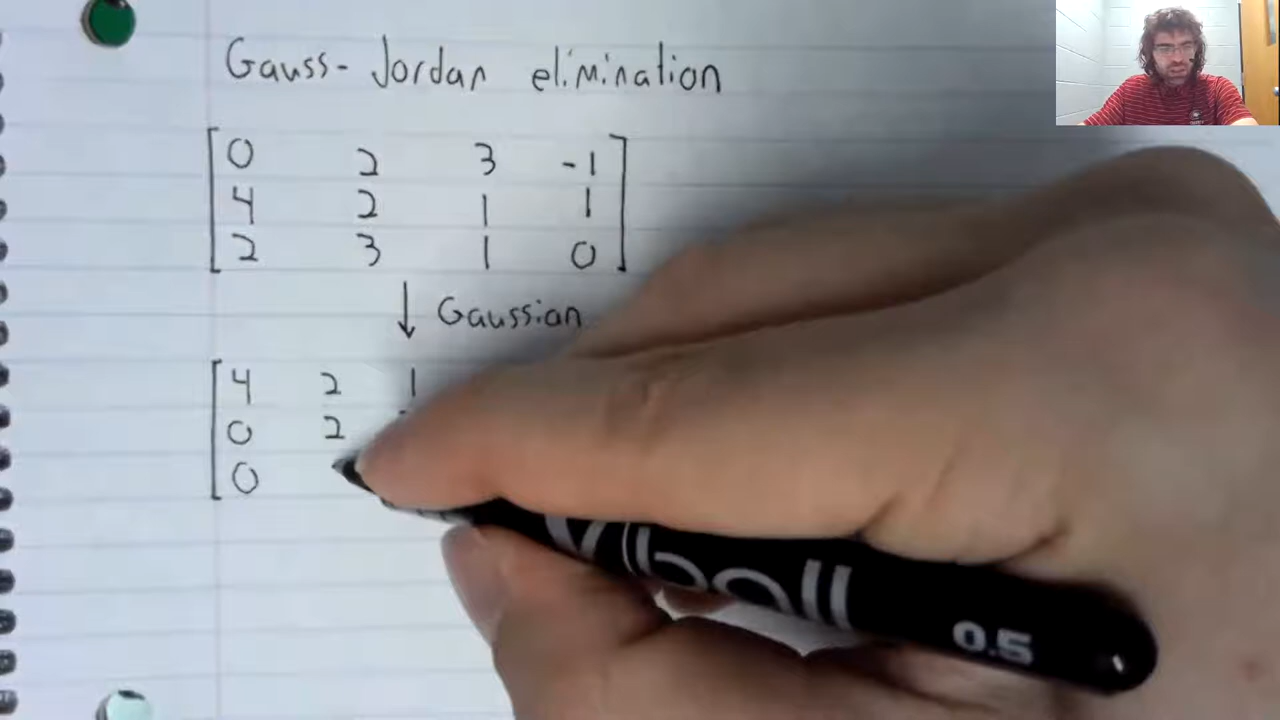 Gauss-Jordan elimination
0 2 3 -1
4 2 1 1
2 3 1 0
↓ Gaussian
4 2 1
0 2
0
ball 0.5